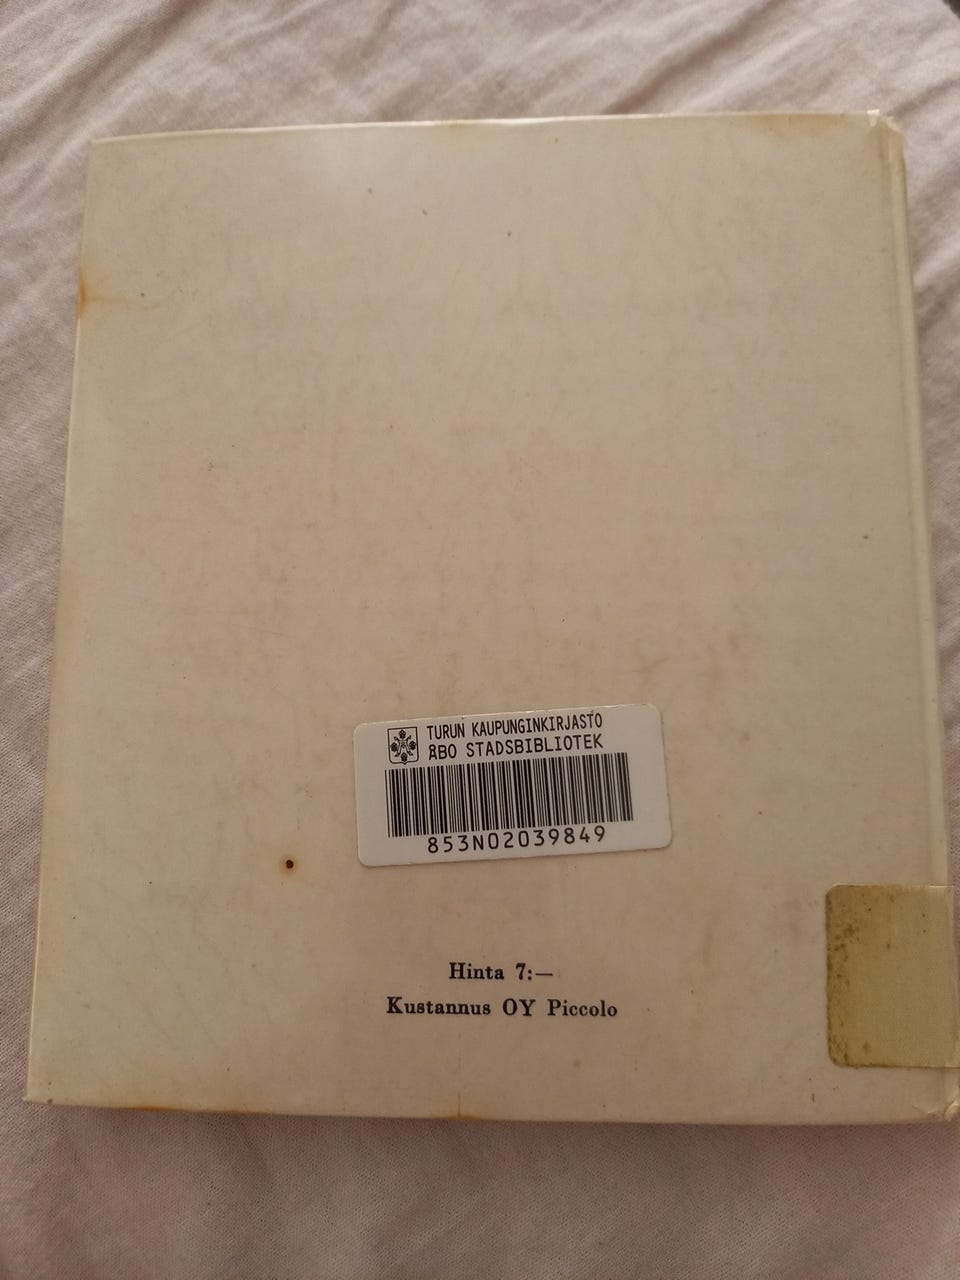 TURUN KAUPUNGINKIRJASTO
ÅBO STADSBIBLIOTEK
853N02039849
Hinta 7:—
Kustannus OY Piccolo